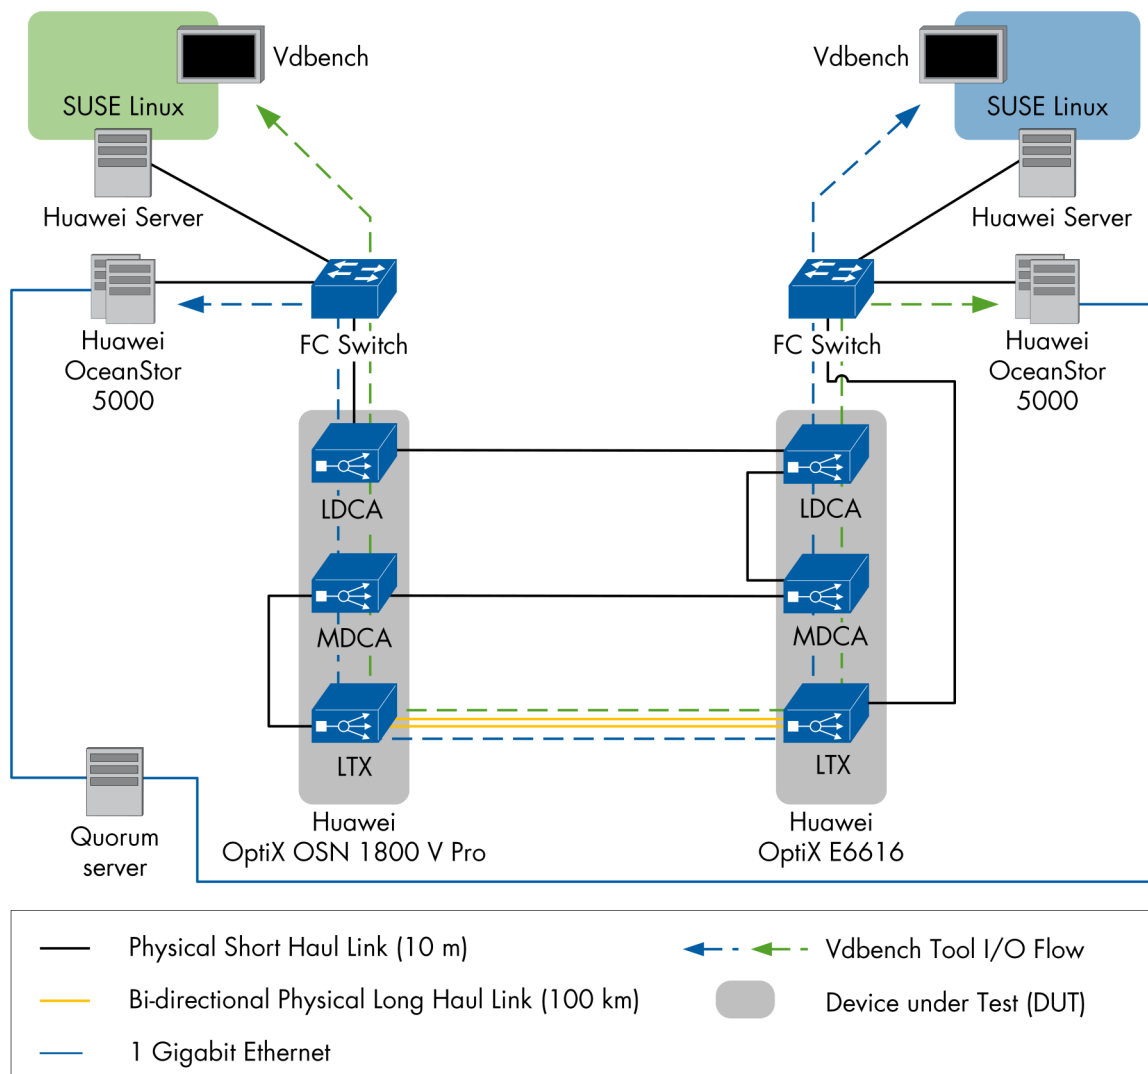 Vdbench
Vdbench
SUSE Linux
SUSE Linux
Huawei Server
Huawei Server
Huawei
OceanStor
5000
FC Switch
FC Switch
Huawei
OceanStor
5000
LDCA
LDCA
MDCA
MDCA
LTX
LTX
Quorum
server
Huawei
OptiX OSN 1800 V Pro
Huawei
OptiX E6616
Physical Short Haul Link (10 m)
Vdbench Tool I/O Flow
Bi-directional Physical Long Haul Link (100 km)
Device under Test (DUT)
1 Gigabit Ethernet